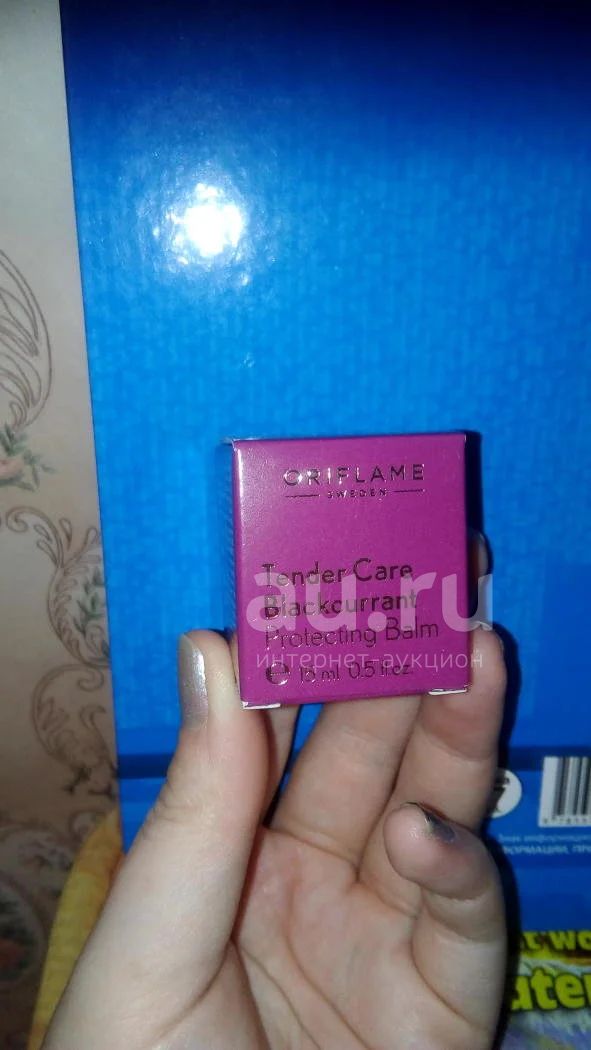 ORIFLAME
SWEDEN
Tender Care
Blackcurrant
Protecting Balm
℮ 15 ml 0.5 fl.oz.
au.ru
интернет-аукцион